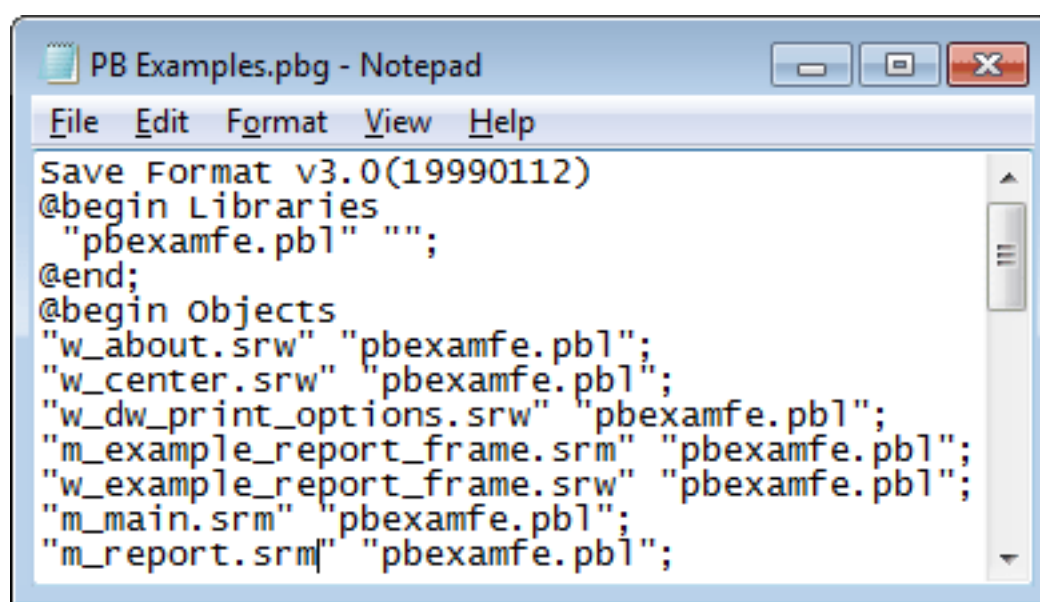 PB Examples.pbg - Notepad
File Edit Format View Help
Save Format v3.0(19990112)
@begin Libraries
 "pbexamfe.pbl" "";
@end;
@begin Objects
"w_about.srw" "pbexamfe.pbl";
"w_center.srw" "pbexamfe.pbl";
"w_dw_print_options.srw" "pbexamfe.pbl";
"m_example_report_frame.srm" "pbexamfe.pbl";
"w_example_report_frame.srw" "pbexamfe.pbl";
"m_main.srm" "pbexamfe.pbl";
"m_report.srm" "pbexamfe.pbl";